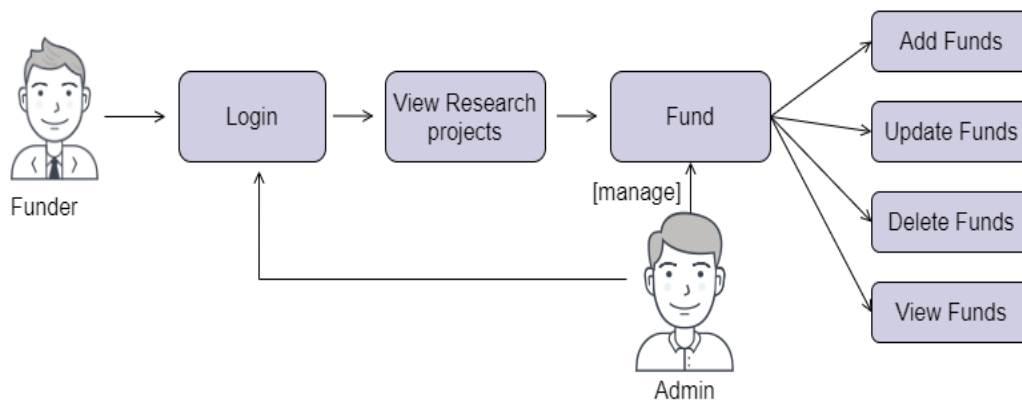 Funder
Login
View Research
projects
Fund
[manage]
Admin
Add Funds
Update Funds
Delete Funds
View Funds